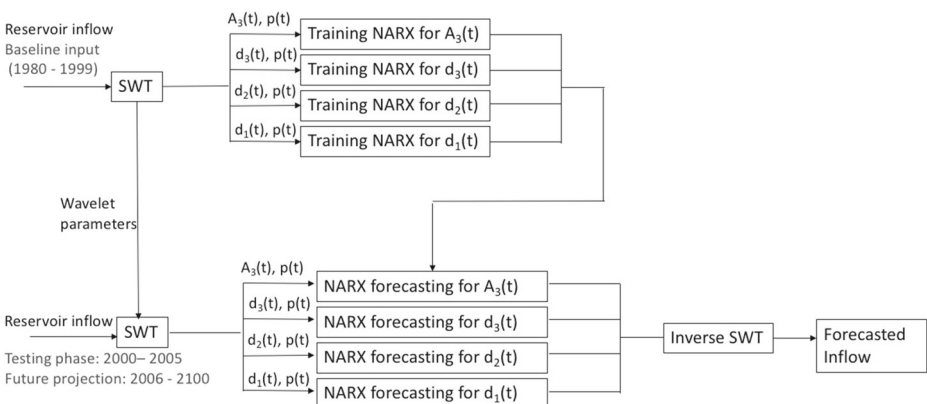 A₃(t), p(t)
Training NARX for A₃(t)
Reservoir inflow
Baseline input
(1980 - 1999)
SWT
d₃(t), p(t)
Training NARX for d₃(t)
d₂(t), p(t)
Training NARX for d₂(t)
d₁(t), p(t)
Training NARX for d₁(t)
Wavelet
parameters
A₃(t), p(t)
NARX forecasting for A₃(t)
d₃(t), p(t)
NARX forecasting for d₃(t)
Reservoir inflow
SWT
Testing phase: 2000– 2005
Future projection: 2006 - 2100
d₂(t), p(t)
NARX forecasting for d₂(t)
d₁(t), p(t)
NARX forecasting for d₁(t)
Inverse SWT
Forecasted
Inflow